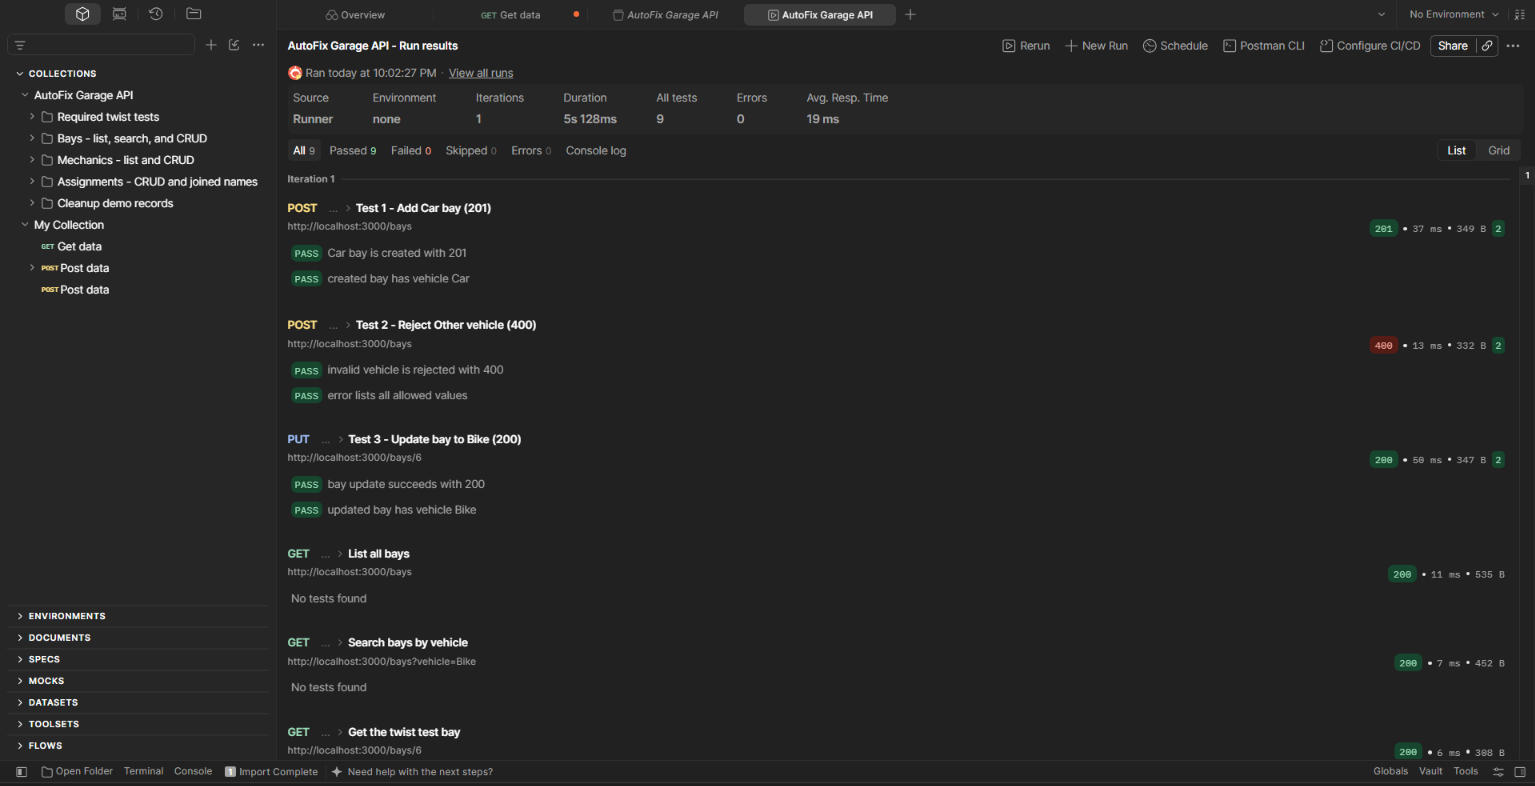 Overview
GET Get data
AutoFix Garage API
AutoFix Garage API
No Environment
AutoFix Garage API - Run results
Rerun
New Run
Schedule
Postman CLI
Configure CI/CD
Share
Ran today at 10:02:27 PM · View all runs
Source Environment Iterations Duration All tests Errors Avg. Resp. Time
Runner none 1 5s 128ms 9 0 19 ms
All 9 Passed 9 Failed 0 Skipped 0 Errors 0 Console log
List Grid
Iteration 1
1
COLLECTIONS
AutoFix Garage API
Required twist tests
Bays - list, search, and CRUD
Mechanics - list and CRUD
Assignments - CRUD and joined names
Cleanup demo records
My Collection
GET Get data
POST Post data
POST Post data
ENVIRONMENTS
DOCUMENTS
SPECS
MOCKS
DATASETS
TOOLSETS
FLOWS
POST ... > Test 1 - Add Car bay (201)
http://localhost:3000/bays
201 • 37 ms • 349 B 2
PASS Car bay is created with 201
PASS created bay has vehicle Car
POST ... > Test 2 - Reject Other vehicle (400)
http://localhost:3000/bays
400 • 13 ms • 332 B 2
PASS invalid vehicle is rejected with 400
PASS error lists all allowed values
PUT ... > Test 3 - Update bay to Bike (200)
http://localhost:3000/bays/6
200 • 50 ms • 347 B 2
PASS bay update succeeds with 200
PASS updated bay has vehicle Bike
GET ... > List all bays
http://localhost:3000/bays
200 • 11 ms • 535 B
No tests found
GET ... > Search bays by vehicle
http://localhost:3000/bays?vehicle=Bike
200 • 7 ms • 452 B
No tests found
GET ... > Get the twist test bay
http://localhost:3000/bays/6
200 • 6 ms • 308 B
Open Folder Terminal Console 1 Import Complete Need help with the next steps?
Globals Vault Tools